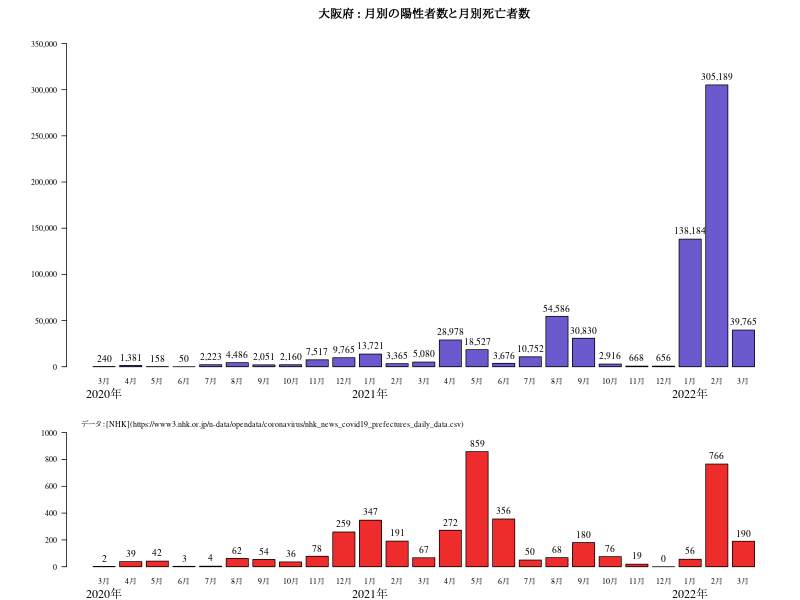 大阪府 : 月別の陽性者数と月別死亡者数
350,000
300,000
250,000
200,000
150,000
100,000
50,000
0
240 1,381 158 50 2,223 4,486 2,051 2,160 7,517 9,765 13,721 3,365 5,080 28,978 18,527 3,676 10,752 54,586 30,830 2,916 668 656 138,184 305,189 39,765
3月 4月 5月 6月 7月 8月 9月 10月 11月 12月 1月 2月 3月 4月 5月 6月 7月 8月 9月 10月 11月 12月 1月 2月 3月
2020年 2021年 2022年
データ : [NHK](https://www3.nhk.or.jp/n-data/opendata/coronavirus/nhk_news_covid19_prefectures_daily_data.csv)
1000
800
600
400
200
0
2 39 42 3 4 62 54 36 78 259 347 191 67 272 859 356 50 68 180 76 19 0 56 766 190
3月 4月 5月 6月 7月 8月 9月 10月 11月 12月 1月 2月 3月 4月 5月 6月 7月 8月 9月 10月 11月 12月 1月 2月 3月
2020年 2021年 2022年